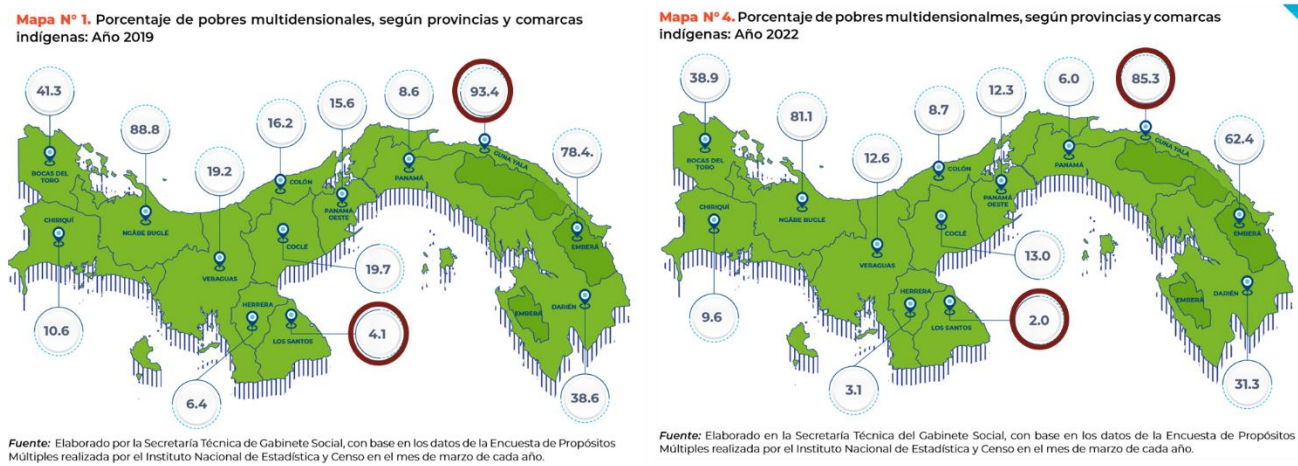 Mapa N° 1. Porcentaje de pobres multidensionales, según provincias y comarcas
indígenas: Año 2019
41.3
88.8
19.2
16.2
15.6
8.6
93.4
78.4.
BOCAS DEL
TORO
CHIRIQUÍ
NGÄBE BUGLÉ
VERAGUAS
COLÓN
PANAMÁ
OESTE
COCLÉ
PANAMÁ
GUNA YALA
EMBERÁ
DARIÉN
EMBERÁ
HERRERA
LOS SANTOS
10.6
6.4
19.7
4.1
38.6
Fuente: Elaborado por la Secretaría Técnica de Gabinete Social, con base en los datos de la Encuesta de Propósitos
Múltiples realizada por el Instituto Nacional de Estadística y Censo en el mes de marzo de cada año.
Mapa N° 4. Porcentaje de pobres multidensionalmes, según provincias y comarcas
indígenas: Año 2022
38.9
81.1
12.6
8.7
12.3
6.0
85.3
62.4
BOCAS DEL
TORO
CHIRIQUÍ
NGÄBE BUGLÉ
VERAGUAS
COLÓN
PANAMÁ
OESTE
COCLÉ
PANAMÁ
GUNA YALA
EMBERÁ
DARIÉN
EMBERÁ
HERRERA
LOS SANTOS
9.6
3.1
13.0
2.0
31.3
Fuente: Elaborado en la Secretaría Técnica del Gabinete Social, con base en los datos de la Encuesta de Propósitos
Múltiples realizada por el Instituto Nacional de Estadística y Censo en el mes de marzo de cada año.